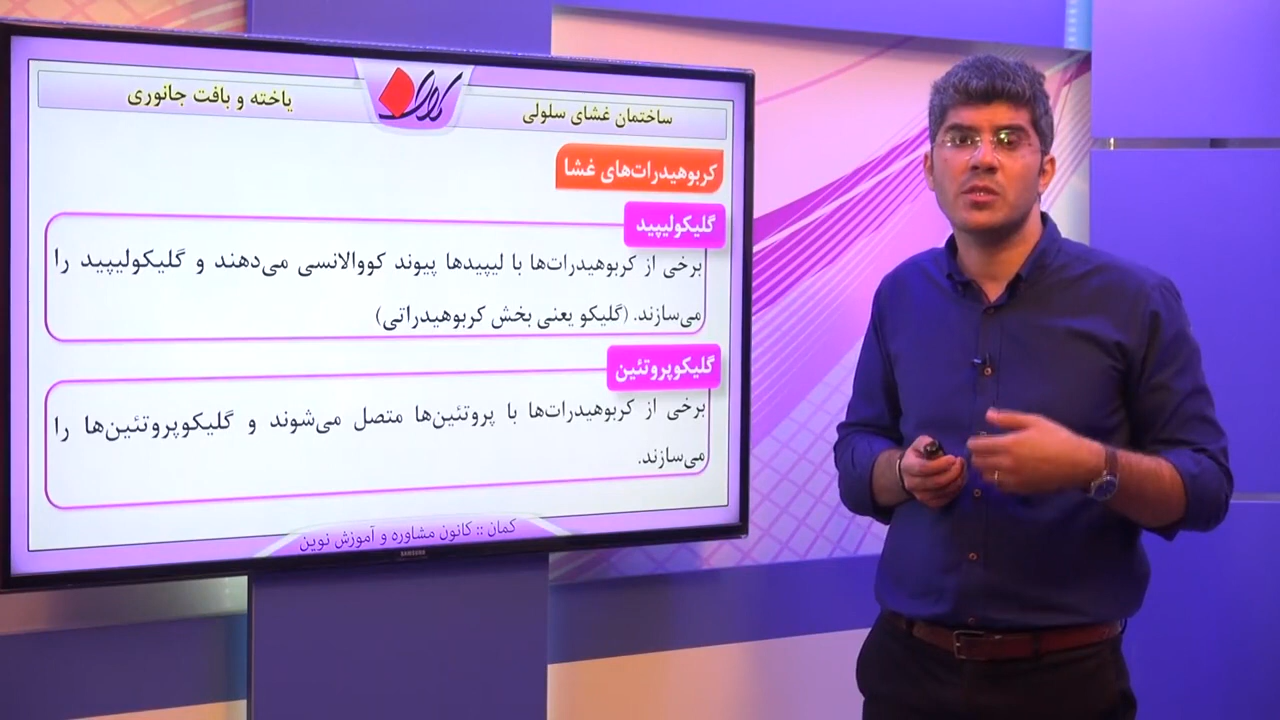 ساختمان غشای سلولی
یاخته و بافت جانوری
کمان
کربوهیدرات‌های غشا
گلیکولیپید
برخی از کربوهیدرات‌ها با لیپیدها پیوند کووالانسی می‌دهند و گلیکولیپید را
می‌سازند. (گلیکو یعنی بخش کربوهیدراتی)
گلیکوپروتئین
برخی از کربوهیدرات‌ها با پروتئین‌ها متصل می‌شوند و گلیکوپروتئین‌ها را
می‌سازند.
کمان :: کانون مشاوره و آموزش نوین
SAMSUNG